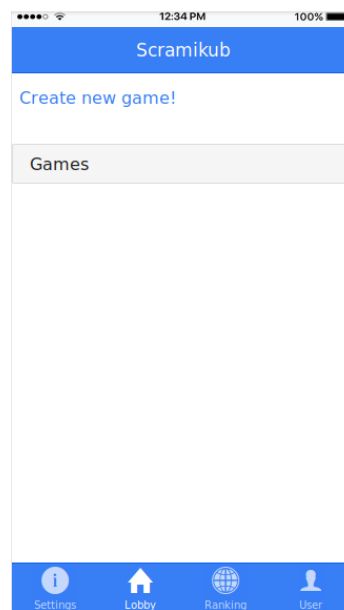 12:34 PM 100%
Scramikub
Create new game!
Games
i
Settings Lobby Ranking User